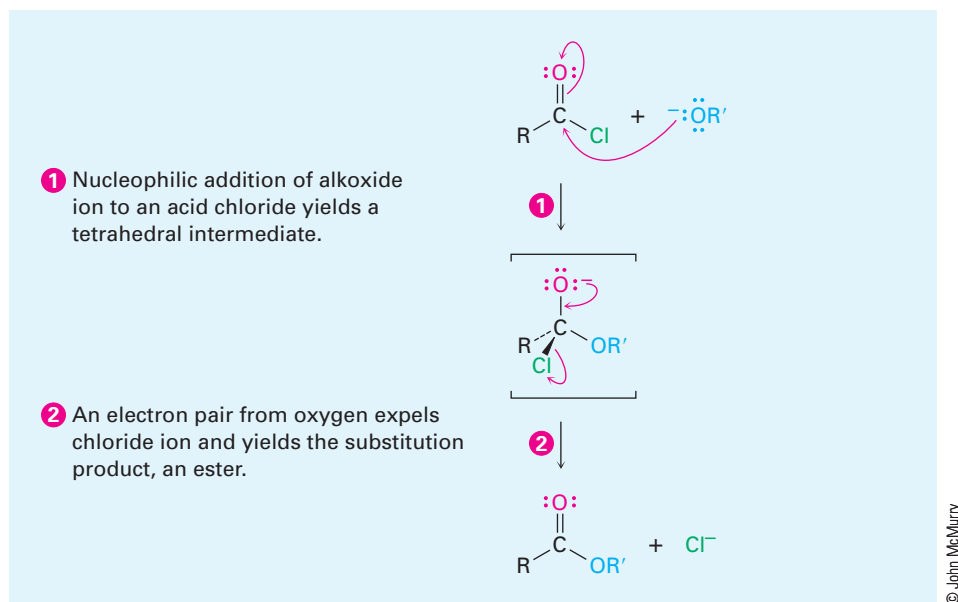 :O:
C
R
Cl
+
−:ÖR′
1 Nucleophilic addition of alkoxide
ion to an acid chloride yields a
tetrahedral intermediate.
1
:Ö:−
C
R
OR′
Cl
2 An electron pair from oxygen expels
chloride ion and yields the substitution
product, an ester.
2
:O:
C
R
OR′
+ Cl−
© John McMurry